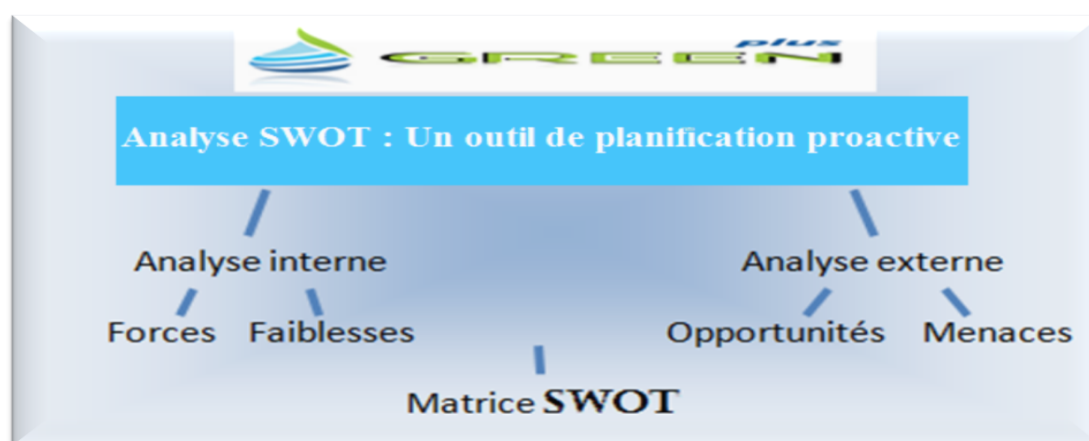 GREEN plus
Analyse SWOT : Un outil de planification proactive
Analyse interne
Analyse externe
Forces
Faiblesses
Opportunités
Menaces
Matrice SWOT